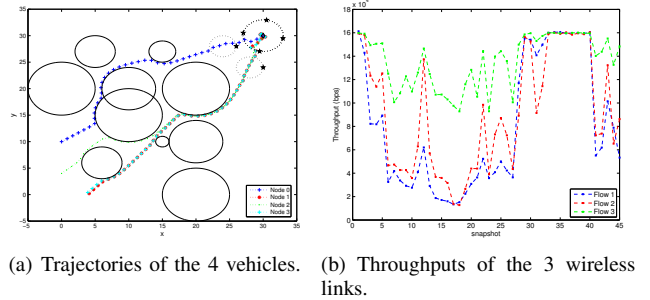 35
30
25
20
15
10
5
0
-5
-5 0 5 10 15 20 25 30 35
y
x
Node 0
Node 1
Node 2
Node 3
18
16
14
12
10
8
6
4
2
0
0 5 10 15 20 25 30 35 40 45
Throughput (bps)
snapshot
Flow 1
Flow 2
Flow 3
(a) Trajectories of the 4 vehicles.
(b) Throughputs of the 3 wireless
links.